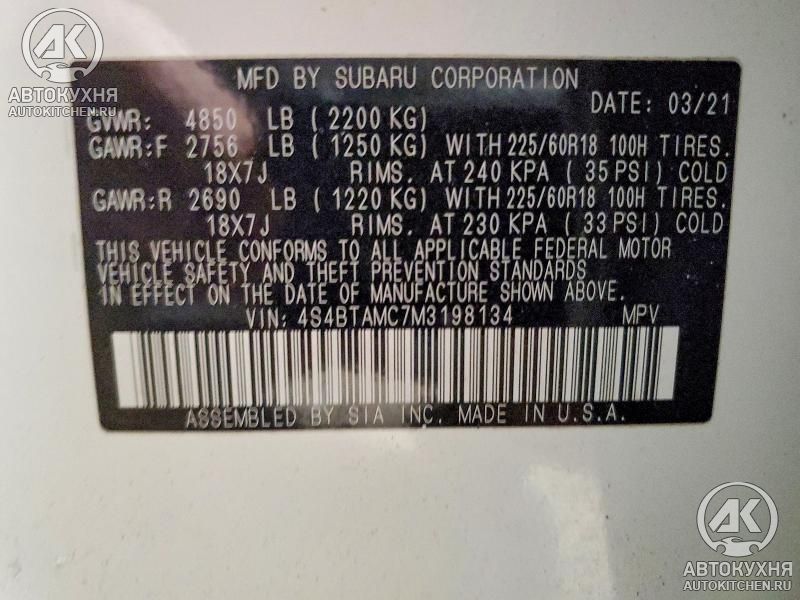 AK
АВТОКУХНЯ
AUTOKITCHEN.RU
MFD BY SUBARU CORPORATION
DATE: 03/21
GVWR: 4850 LB ( 2200 KG)
GAWR:F 2756 LB ( 1250 KG) WITH 225/60R18 100H TIRES.
18X7J RIMS. AT 240 KPA ( 35 PSI) COLD
GAWR:R 2690 LB ( 1220 KG) WITH 225/60R18 100H TIRES.
18X7J RIMS. AT 230 KPA ( 33 PSI) COLD
THIS VEHICLE CONFORMS TO ALL APPLICABLE FEDERAL MOTOR
VEHICLE SAFETY AND THEFT PREVENTION STANDARDS
IN EFFECT ON THE DATE OF MANUFACTURE SHOWN ABOVE.
VIN: 4S4BTAMC7M3198134 MPV
ASSEMBLED BY SIA INC. MADE IN U.S.A.
AK
АВТОКУХНЯ
AUTOKITCHEN.RU